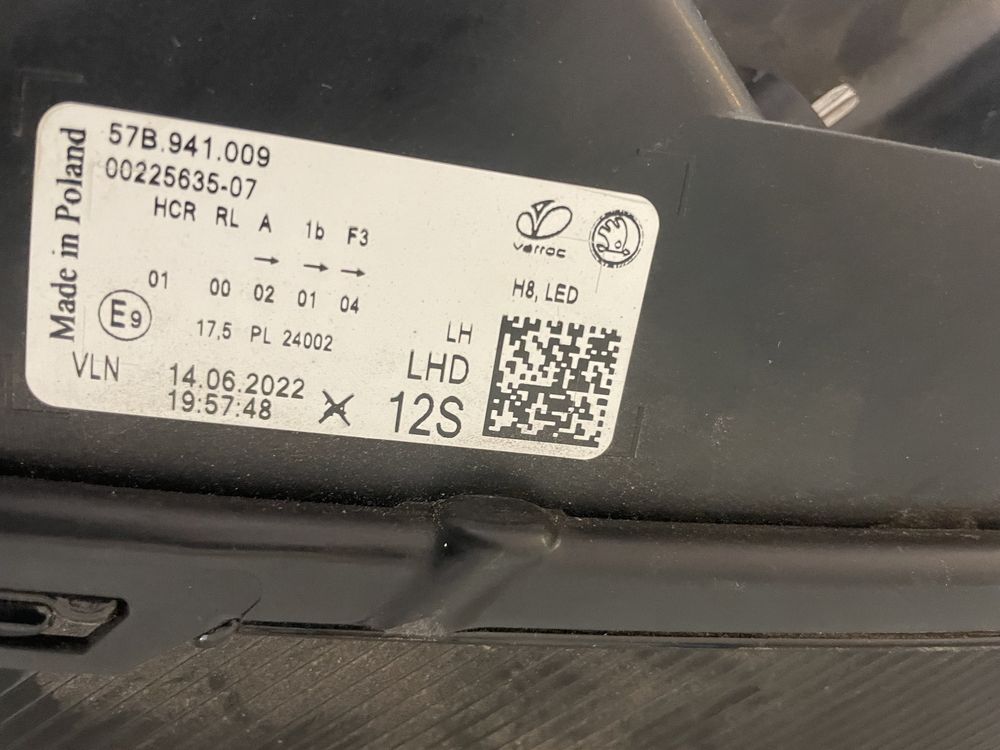 Made in Poland
57B.941.009
00225635-07
HCR RL A 1b F3
→ → →
01 00 02 01 04
E9
17,5 PL 24002
VLN
14.06.2022
19:57:48
varroc
H8, LED
LH
LHD
12S